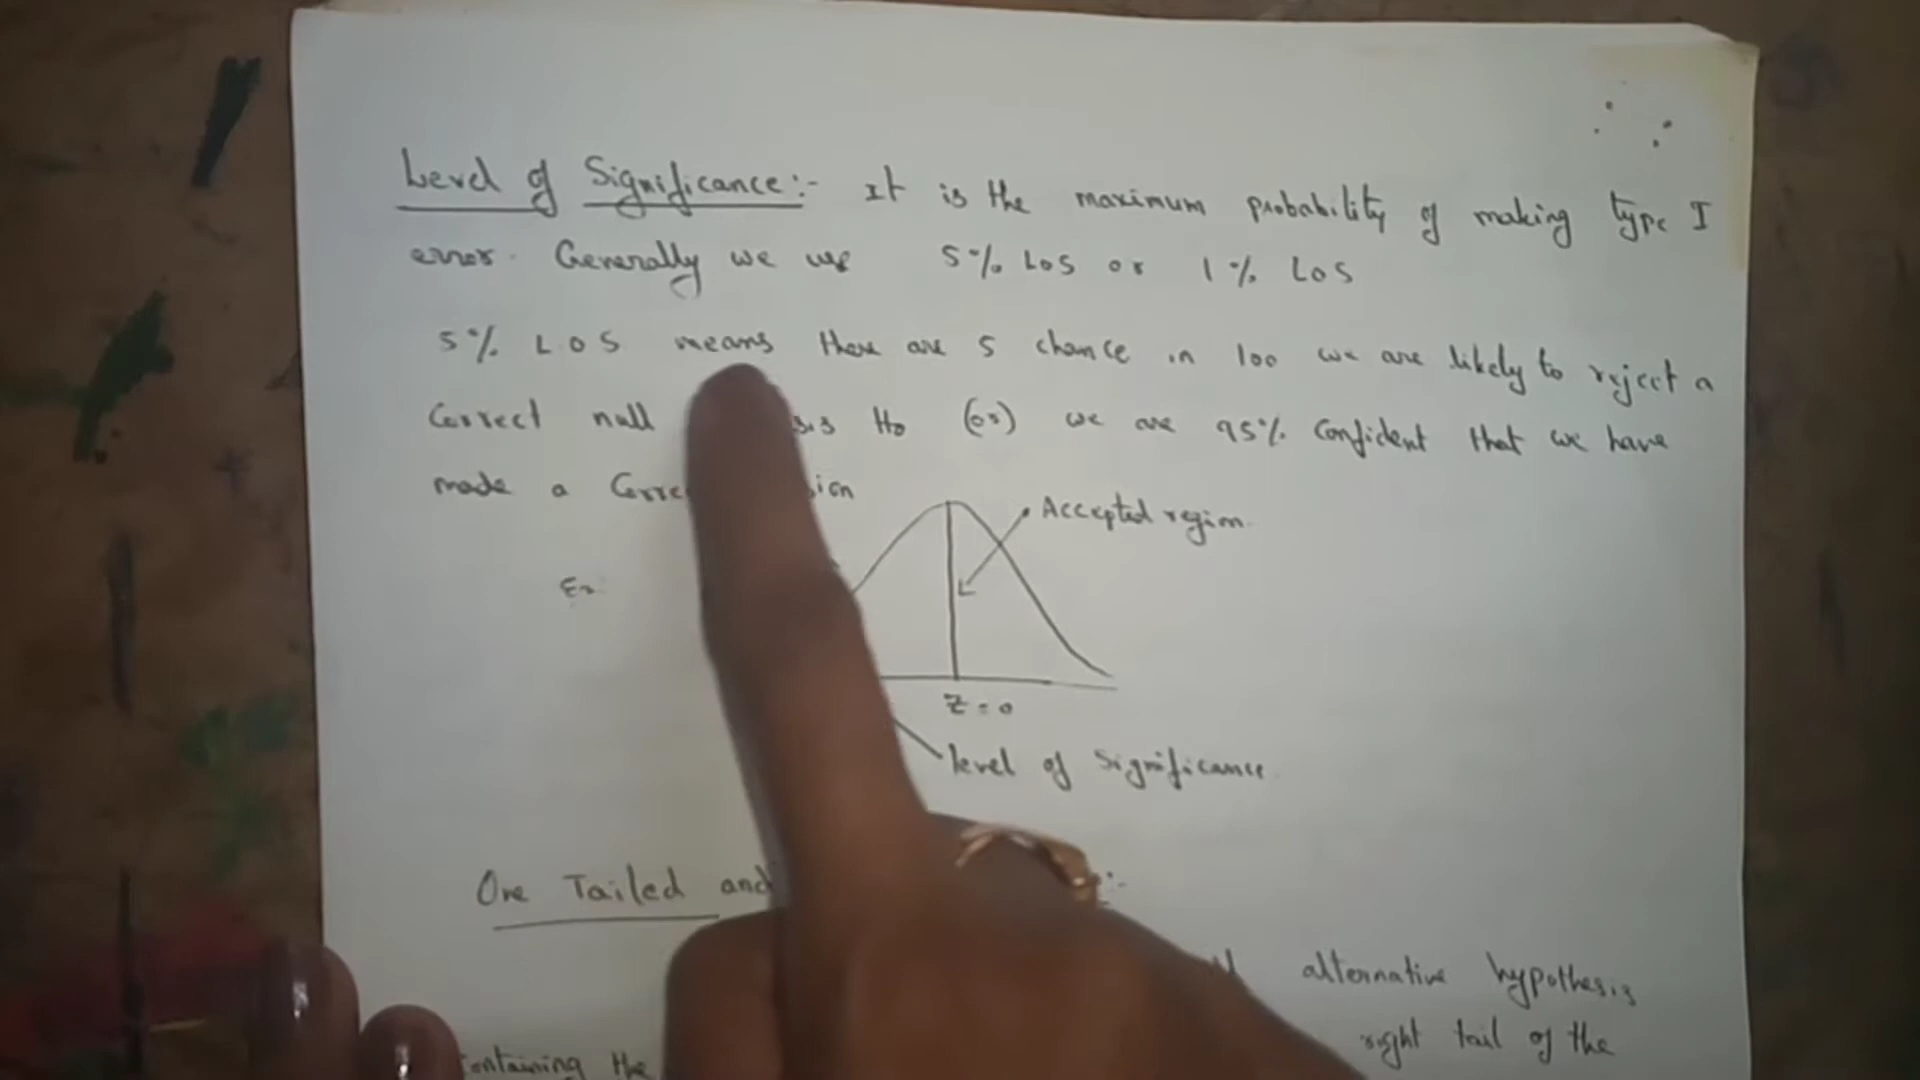 Level of Significance:- It is the maximum probability of making type I
error. Generally we use 5% LoS or 1% LoS
5% L.O.S means there are 5 chance in 100 we are likely to reject a
Correct null Ho (or) we are 95% Confident that we have
made a
Accepted region
Ex
Z=0
level of Significance
One Tailed and
alternative hypothesis
right tail of the
containing the